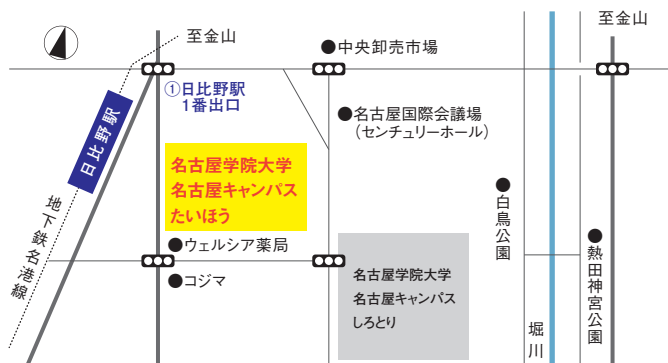 至金山
至金山
●中央卸売市場
①日比野駅
1番出口
日比野駅
●名古屋国際会議場
(センチュリーホール)
名古屋学院大学
名古屋キャンパス
たいほう
地下鉄名港線
●白鳥公園
●ウェルシア薬局
●熱田神宮公園
●コジマ
名古屋学院大学
名古屋キャンパス
しろとり
堀川